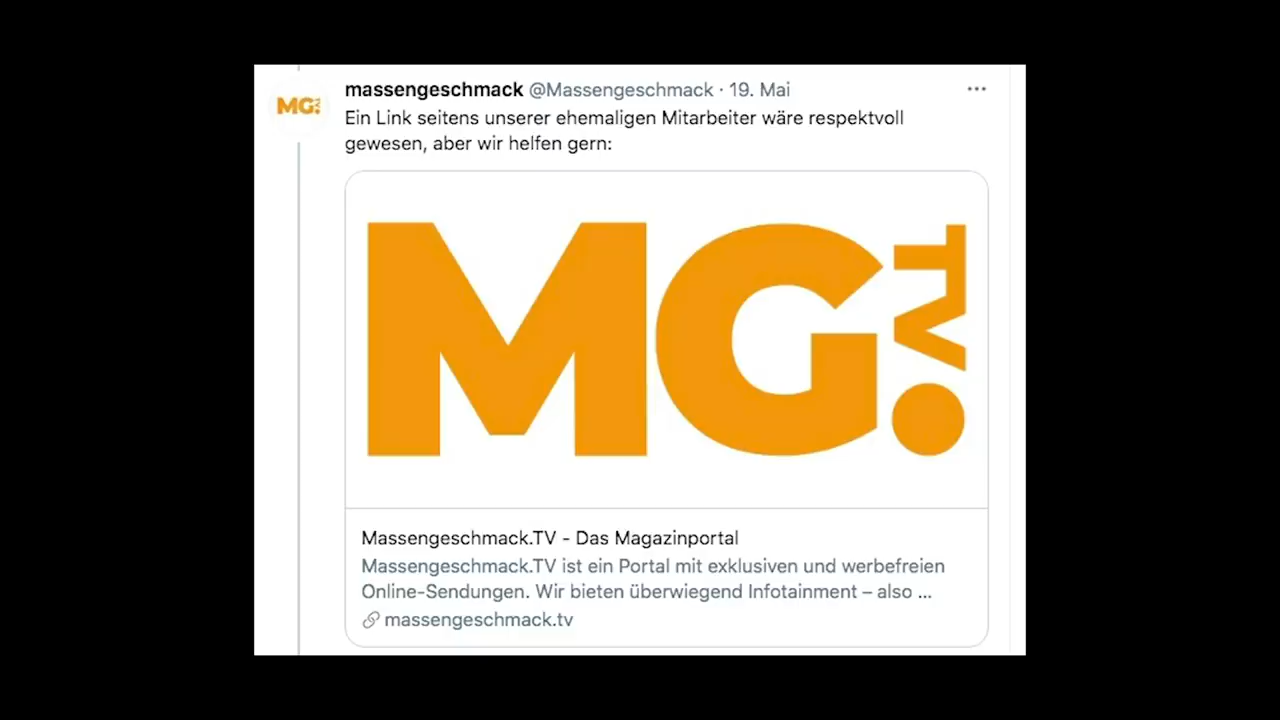 massengeschmack @Massengeschmack · 19. Mai ...
MG.TV
Ein Link seitens unserer ehemaligen Mitarbeiter wäre respektvoll
gewesen, aber wir helfen gern:
MG.TV
Massengeschmack.TV - Das Magazinportal
Massengeschmack.TV ist ein Portal mit exklusiven und werbefreien
Online-Sendungen. Wir bieten überwiegend Infotainment – also ...
massengeschmack.tv